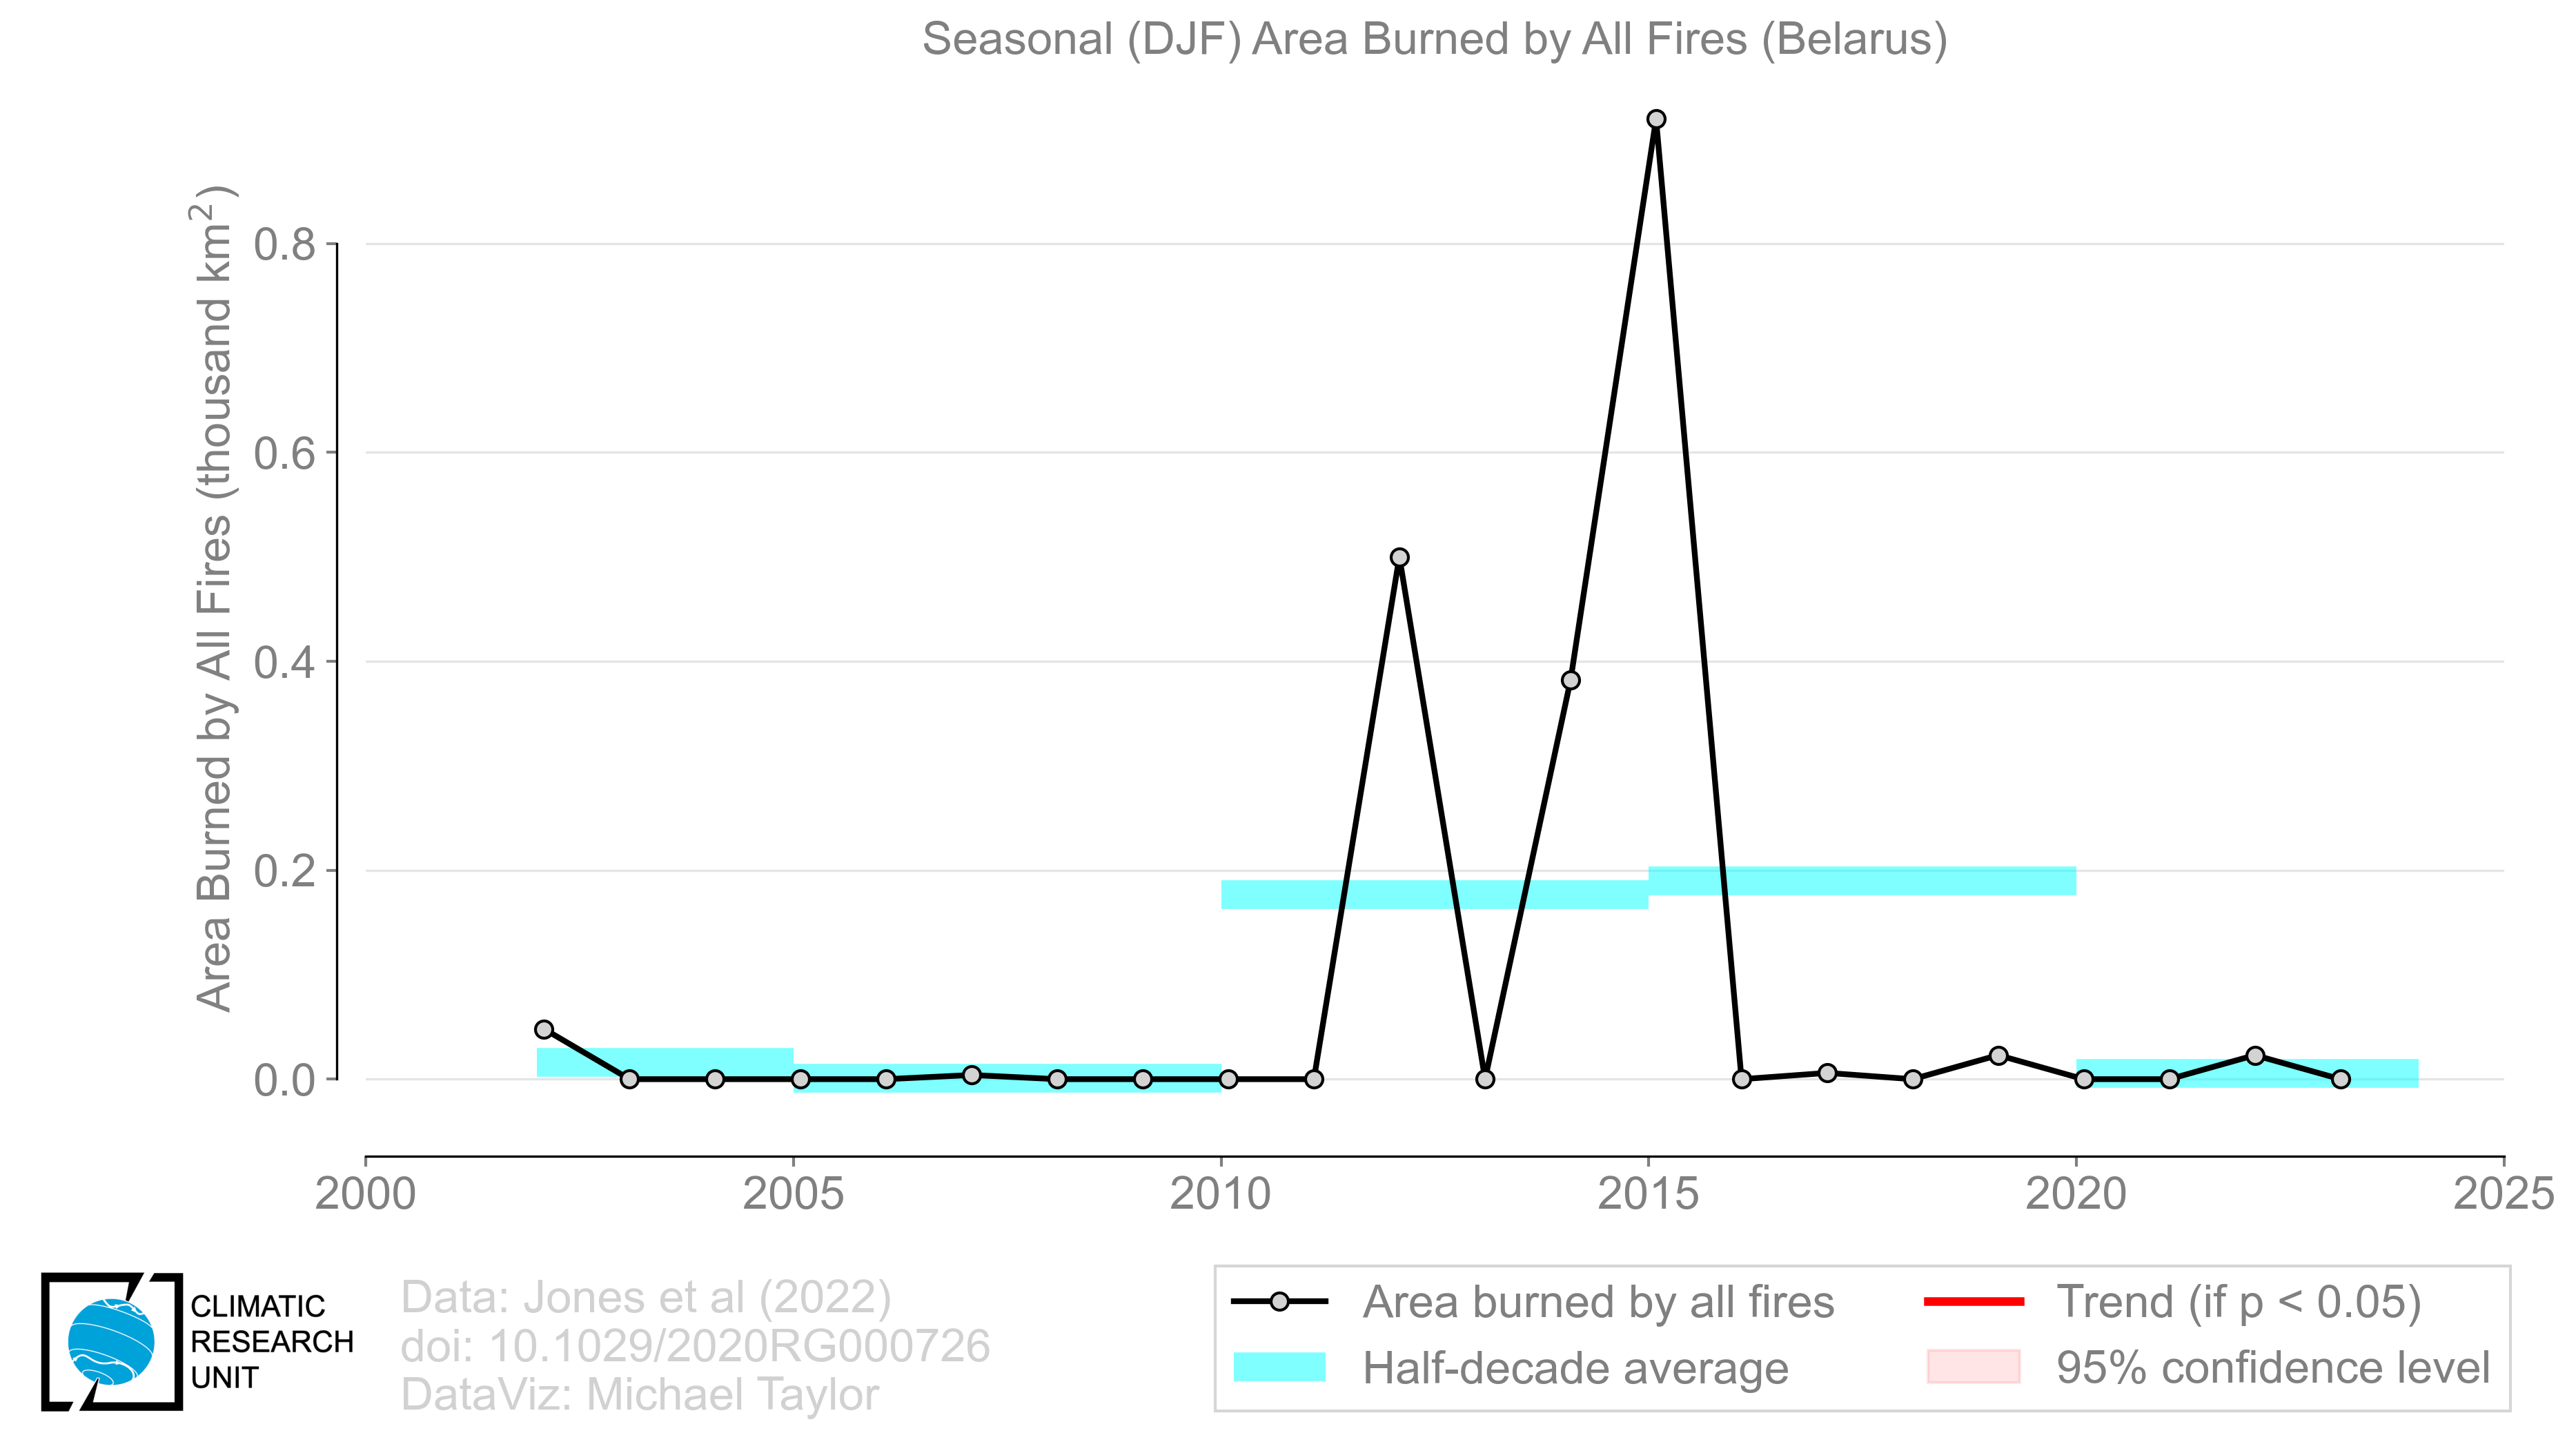 Seasonal (DJF) Area Burned by All Fires (Belarus)
Area Burned by All Fires (thousand km²)
0.8
0.6
0.4
0.2
0.0
2000
2005
2010
2015
2020
2025
CLIMATIC
RESEARCH
UNIT
Data: Jones et al (2022)
doi: 10.1029/2020RG000726
DataViz: Michael Taylor
Area burned by all fires
Half-decade average
Trend (if p < 0.05)
95% confidence level